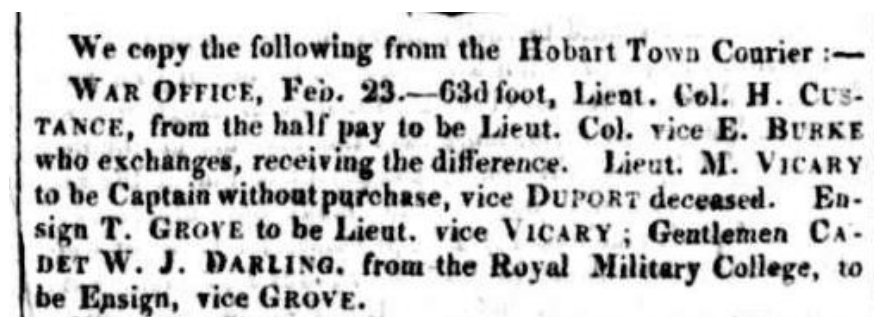 We copy the following from the Hobart Town Courier :—
WAR OFFICE, Feb. 23.—63d foot, Lieut. Col. H. CUS-
TANCE, from the half pay to be Lieut. Col. vice E. BURKE
who exchanges, receiving the difference. Lieut. M. VICARY
to be Captain without purchase, vice DUPORT deceased. En-
sign T. GROVE to be Lieut. vice VICARY ; Gentlemen CA-
DET W. J. DARLING. from the Royal Military College, to
be Ensign, vice GROVE.